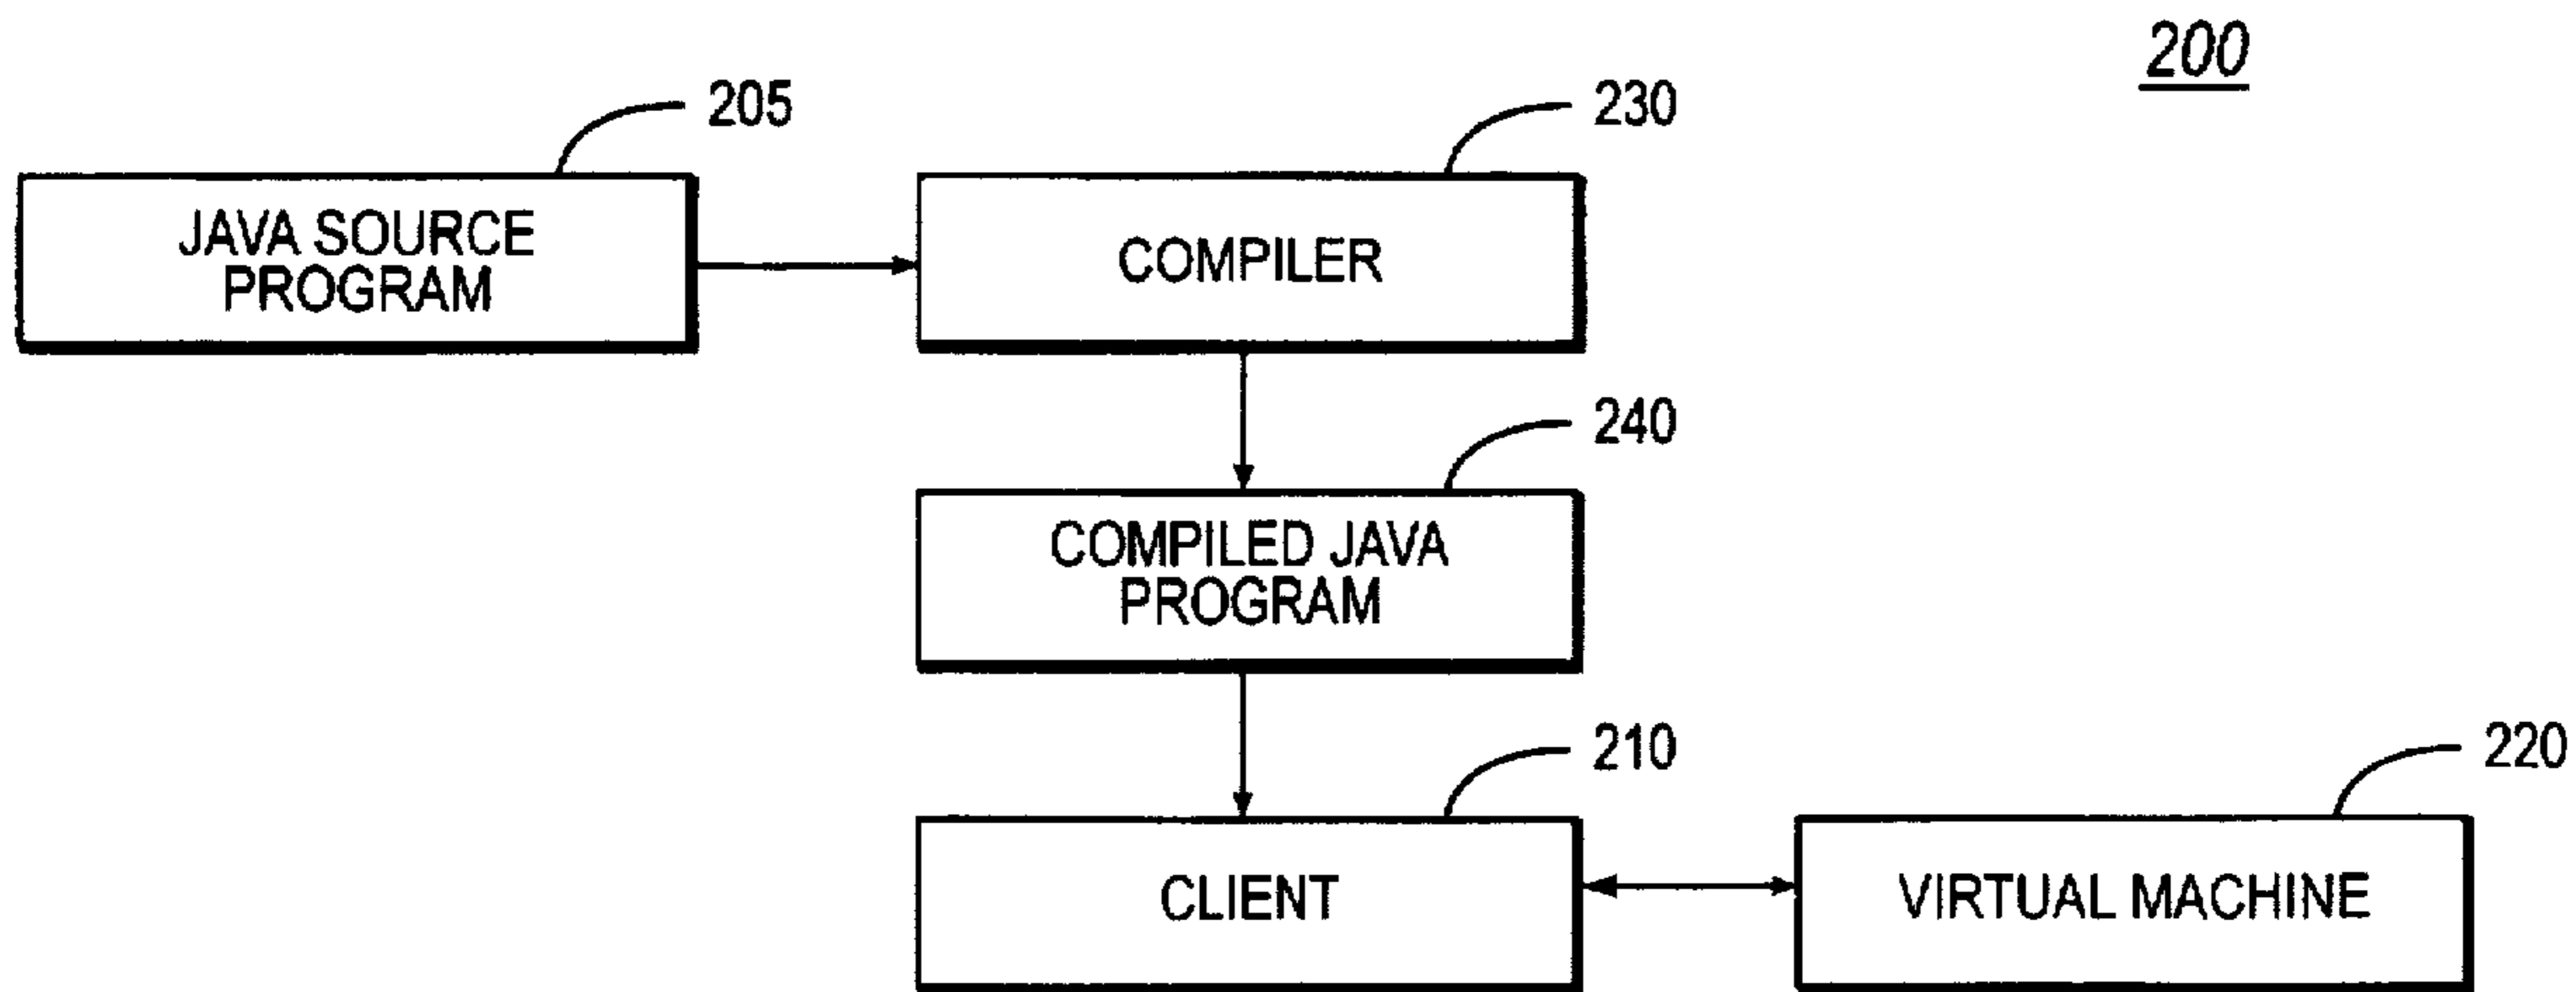 200
205
230
JAVA SOURCE
PROGRAM
COMPILER
240
COMPILED JAVA
PROGRAM
210
220
CLIENT
VIRTUAL MACHINE